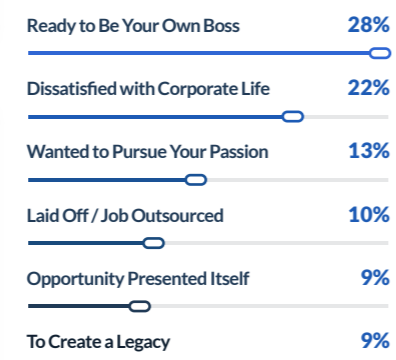 Ready to Be Your Own Boss 28%
Dissatisfied with Corporate Life 22%
Wanted to Pursue Your Passion 13%
Laid Off / Job Outsourced 10%
Opportunity Presented Itself 9%
To Create a Legacy 9%